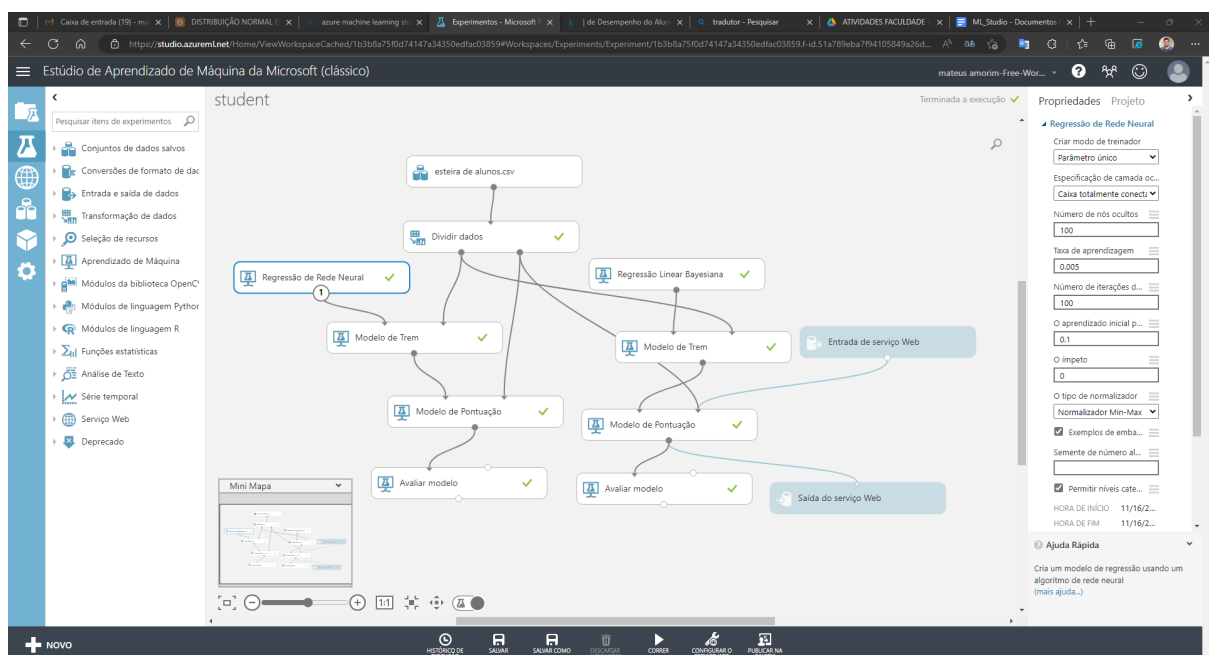 Caixa de entrada (19) - ma
DISTRIBUIÇÃO NORMAL E
azure machine learning stu
Experimentos - Microsoft
| de Desempenho do Alun
tradutor - Pesquisar
ATIVIDADES FACULDADE -
ML_Studio - Documentos
https://studio.azureml.net/Home/ViewWorkspaceCached/1b3b8a75f0d74147a34350edfac03859#Workspaces/Experiments/Experiment/1b3b8a75f0d74147a34350edfac03859.f-id.51a789eba7f94105849a26d...
Estúdio de Aprendizado de Máquina da Microsoft (clássico)
mateus amorim-Free-Wor...
Pesquisar itens de experimentos
Conjuntos de dados salvos
Conversões de formato de dac
Entrada e saída de dados
Transformação de dados
Seleção de recursos
Aprendizado de Máquina
Módulos da biblioteca OpenC
Módulos de linguagem Python
Módulos de linguagem R
Funções estatísticas
Análise de Texto
Série temporal
Serviço Web
Deprecado
student
Terminada a execução
esteira de alunos.csv
Dividir dados
Regressão de Rede Neural
1
Regressão Linear Bayesiana
Modelo de Trem
Modelo de Trem
Entrada de serviço Web
Modelo de Pontuação
Modelo de Pontuação
Avaliar modelo
Avaliar modelo
Saída do serviço Web
Mini Mapa
1:1
Propriedades Projeto
Regressão de Rede Neural
Criar modo de treinador
Parâmetro único
Especificação de camada oc...
Caixa totalmente conecta
Número de nós ocultos
100
Taxa de aprendizagem
0.005
Número de iterações d...
100
O aprendizado inicial p...
0.1
O ímpeto
0
O tipo de normalizador
Normalizador Min-Max
Exemplos de emba...
Semente de número al...
Permitir níveis cate...
HORA DE INÍCIO 11/16/2...
HORA DE FIM 11/16/2...
Ajuda Rápida
Cria um modelo de regressão usando um
algoritmo de rede neural
(mais ajuda...)
NOVO
HISTÓRICO DE
SALVAR
SALVAR COMO
DESCARTAR
CORRER
CONFIGURAR O
PUBLICAR NA